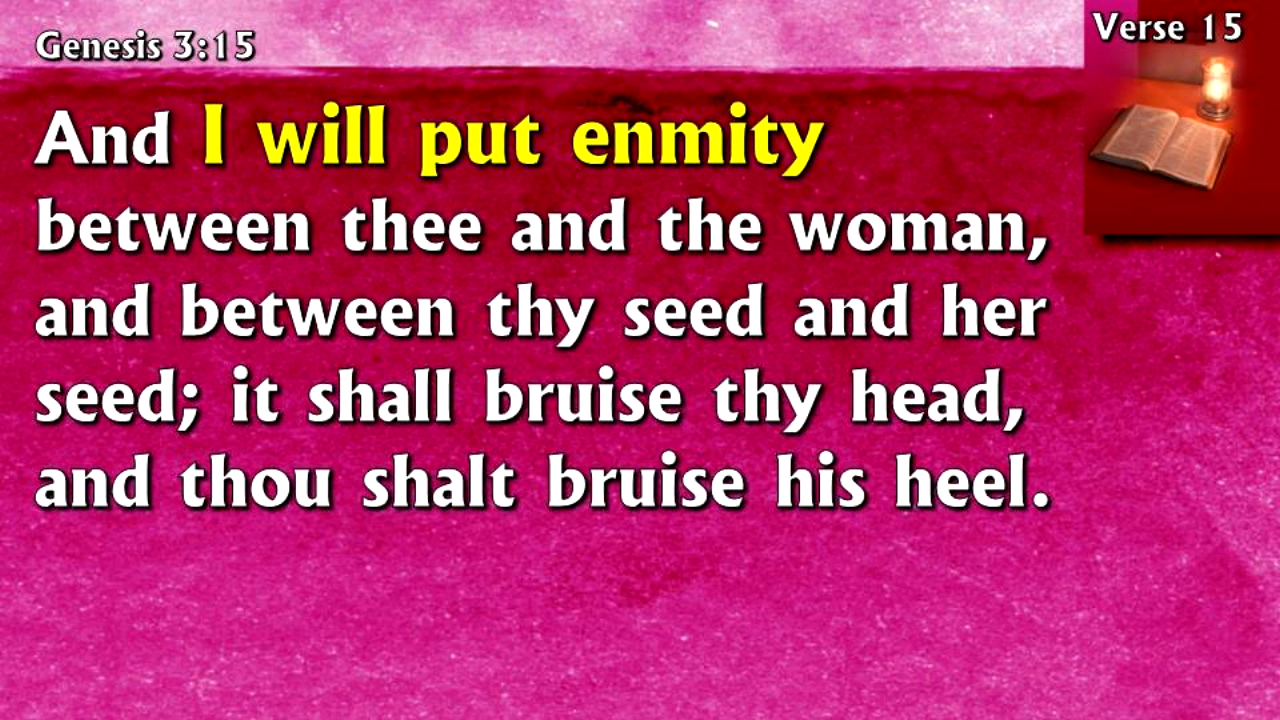 Genesis 3:15
Verse 15
And I will put enmity
between thee and the woman,
and between thy seed and her
seed; it shall bruise thy head,
and thou shalt bruise his heel.